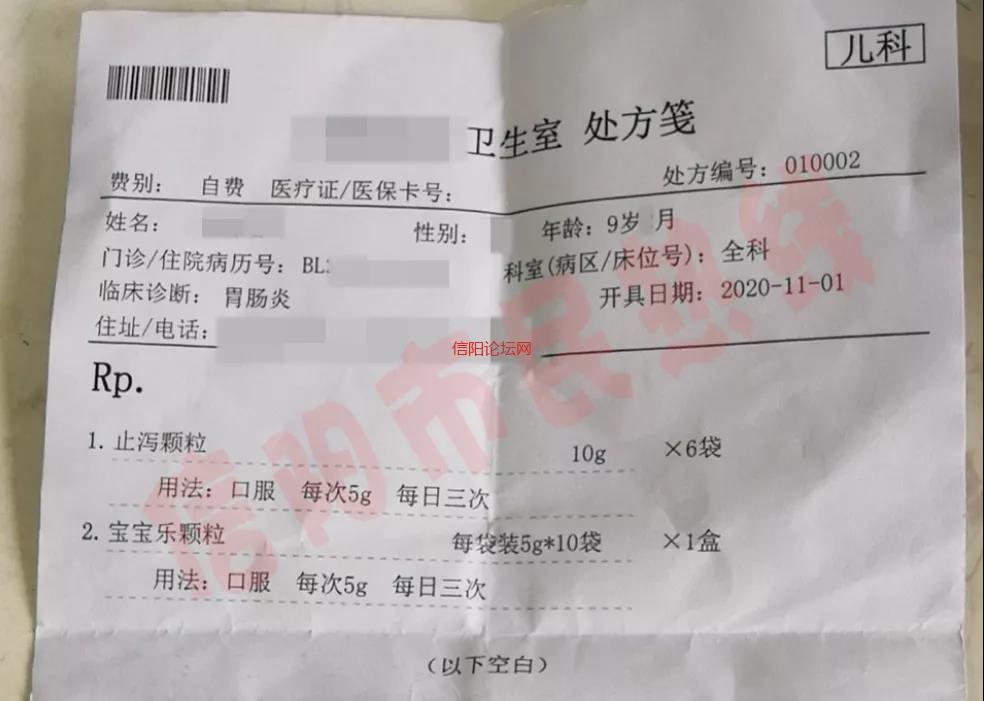 儿科
卫生室 处方笺
费别： 自费 医疗证/医保卡号： 处方编号：010002
姓名： 性别： 年龄：9岁 月
门诊/住院病历号：BL 科室(病区/床位号)：全科
临床诊断： 胃肠炎 开具日期：2020-11-01
住址/电话：
信阳论坛网
Rp.
信阳市民热线
1.止泻颗粒 10g ×6袋
用法：口服 每次5g 每日三次
2.宝宝乐颗粒 每袋装5g*10袋 ×1盒
用法：口服 每次5g 每日三次
（以下空白）